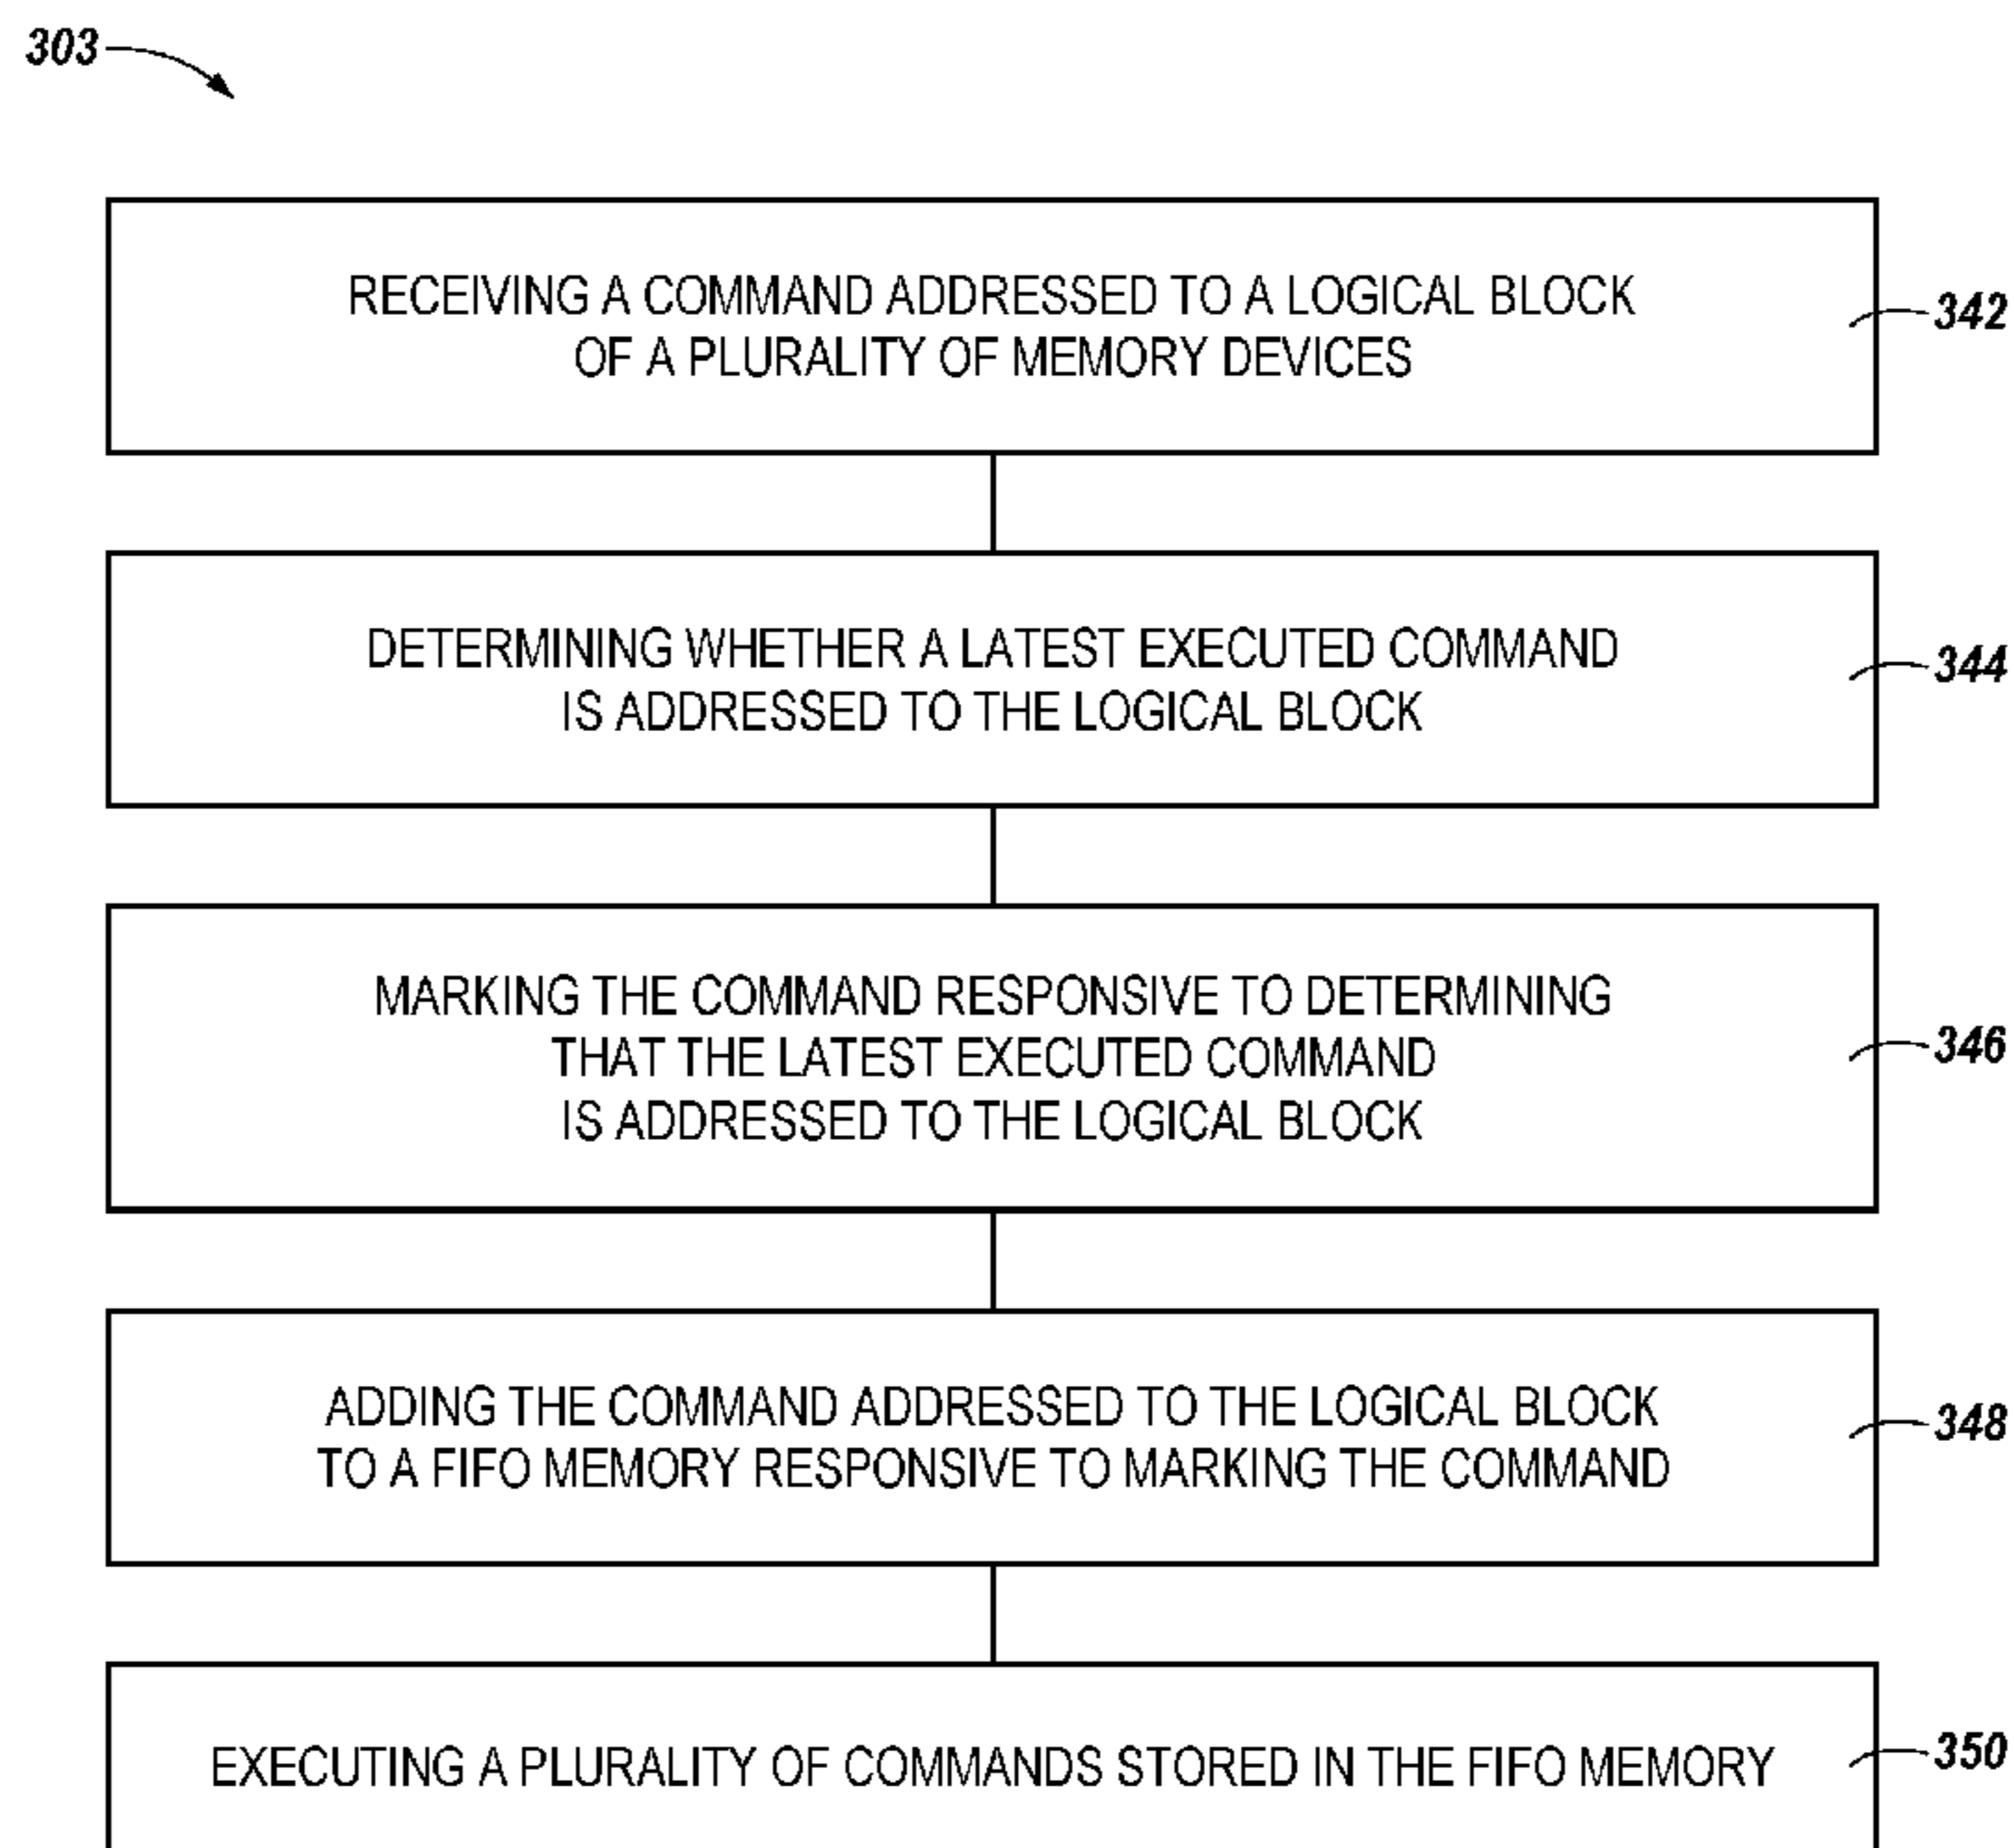 303
RECEIVING A COMMAND ADDRESSED TO A LOGICAL BLOCK
OF A PLURALITY OF MEMORY DEVICES
342
DETERMINING WHETHER A LATEST EXECUTED COMMAND
IS ADDRESSED TO THE LOGICAL BLOCK
344
MARKING THE COMMAND RESPONSIVE TO DETERMINING
THAT THE LATEST EXECUTED COMMAND
IS ADDRESSED TO THE LOGICAL BLOCK
346
ADDING THE COMMAND ADDRESSED TO THE LOGICAL BLOCK
TO A FIFO MEMORY RESPONSIVE TO MARKING THE COMMAND
348
EXECUTING A PLURALITY OF COMMANDS STORED IN THE FIFO MEMORY
350